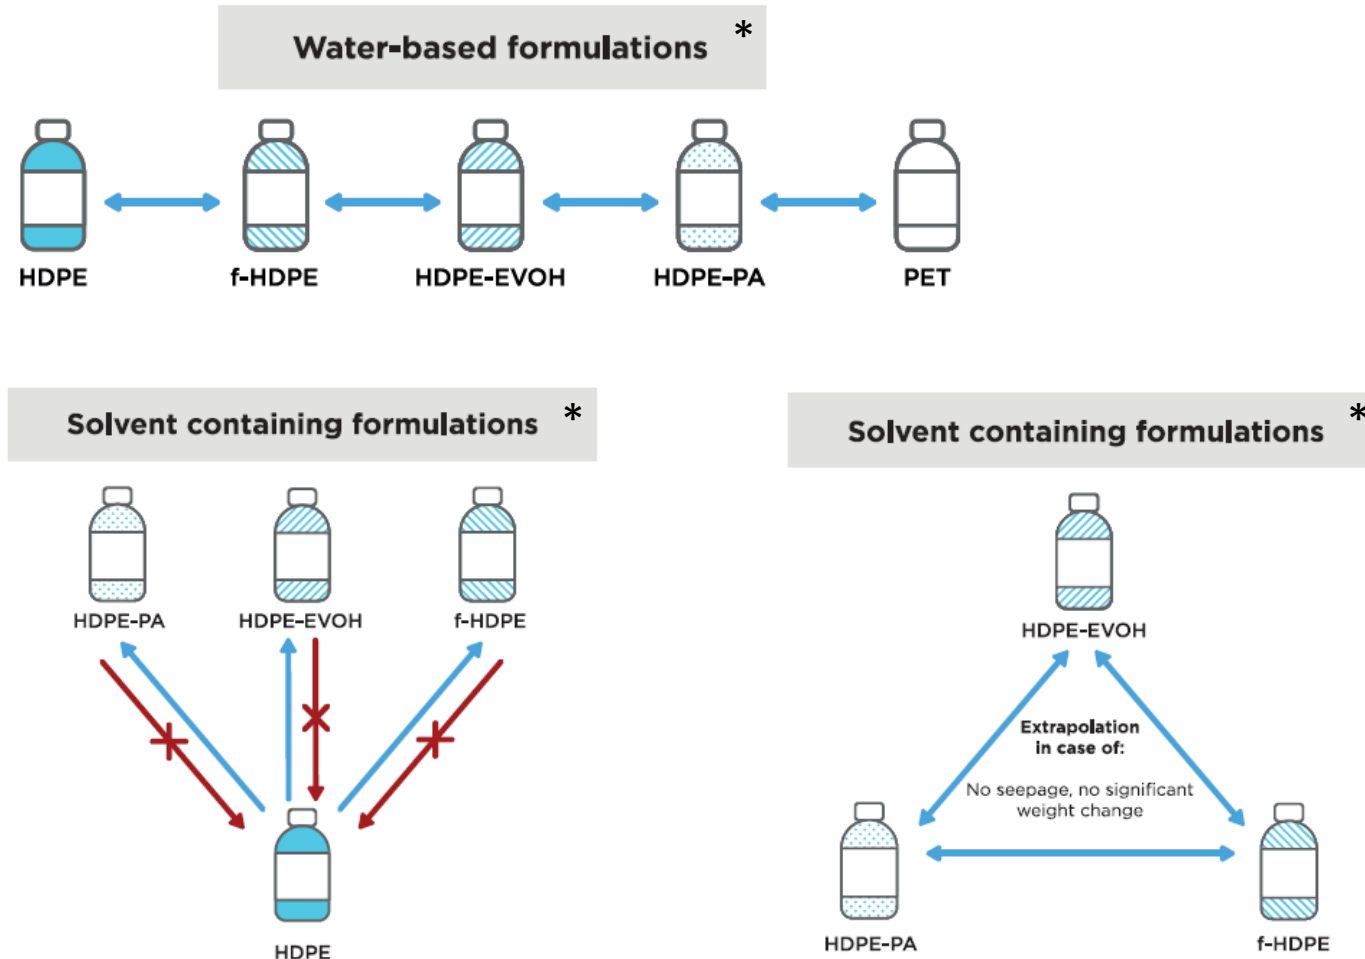 Water-based formulations *
HDPE
f-HDPE
HDPE-EVOH
HDPE-PA
PET
Solvent containing formulations *
HDPE-PA
HDPE-EVOH
f-HDPE
HDPE
Solvent containing formulations *
HDPE-EVOH
Extrapolation
in case of:
No seepage, no significant
weight change
HDPE-PA
f-HDPE